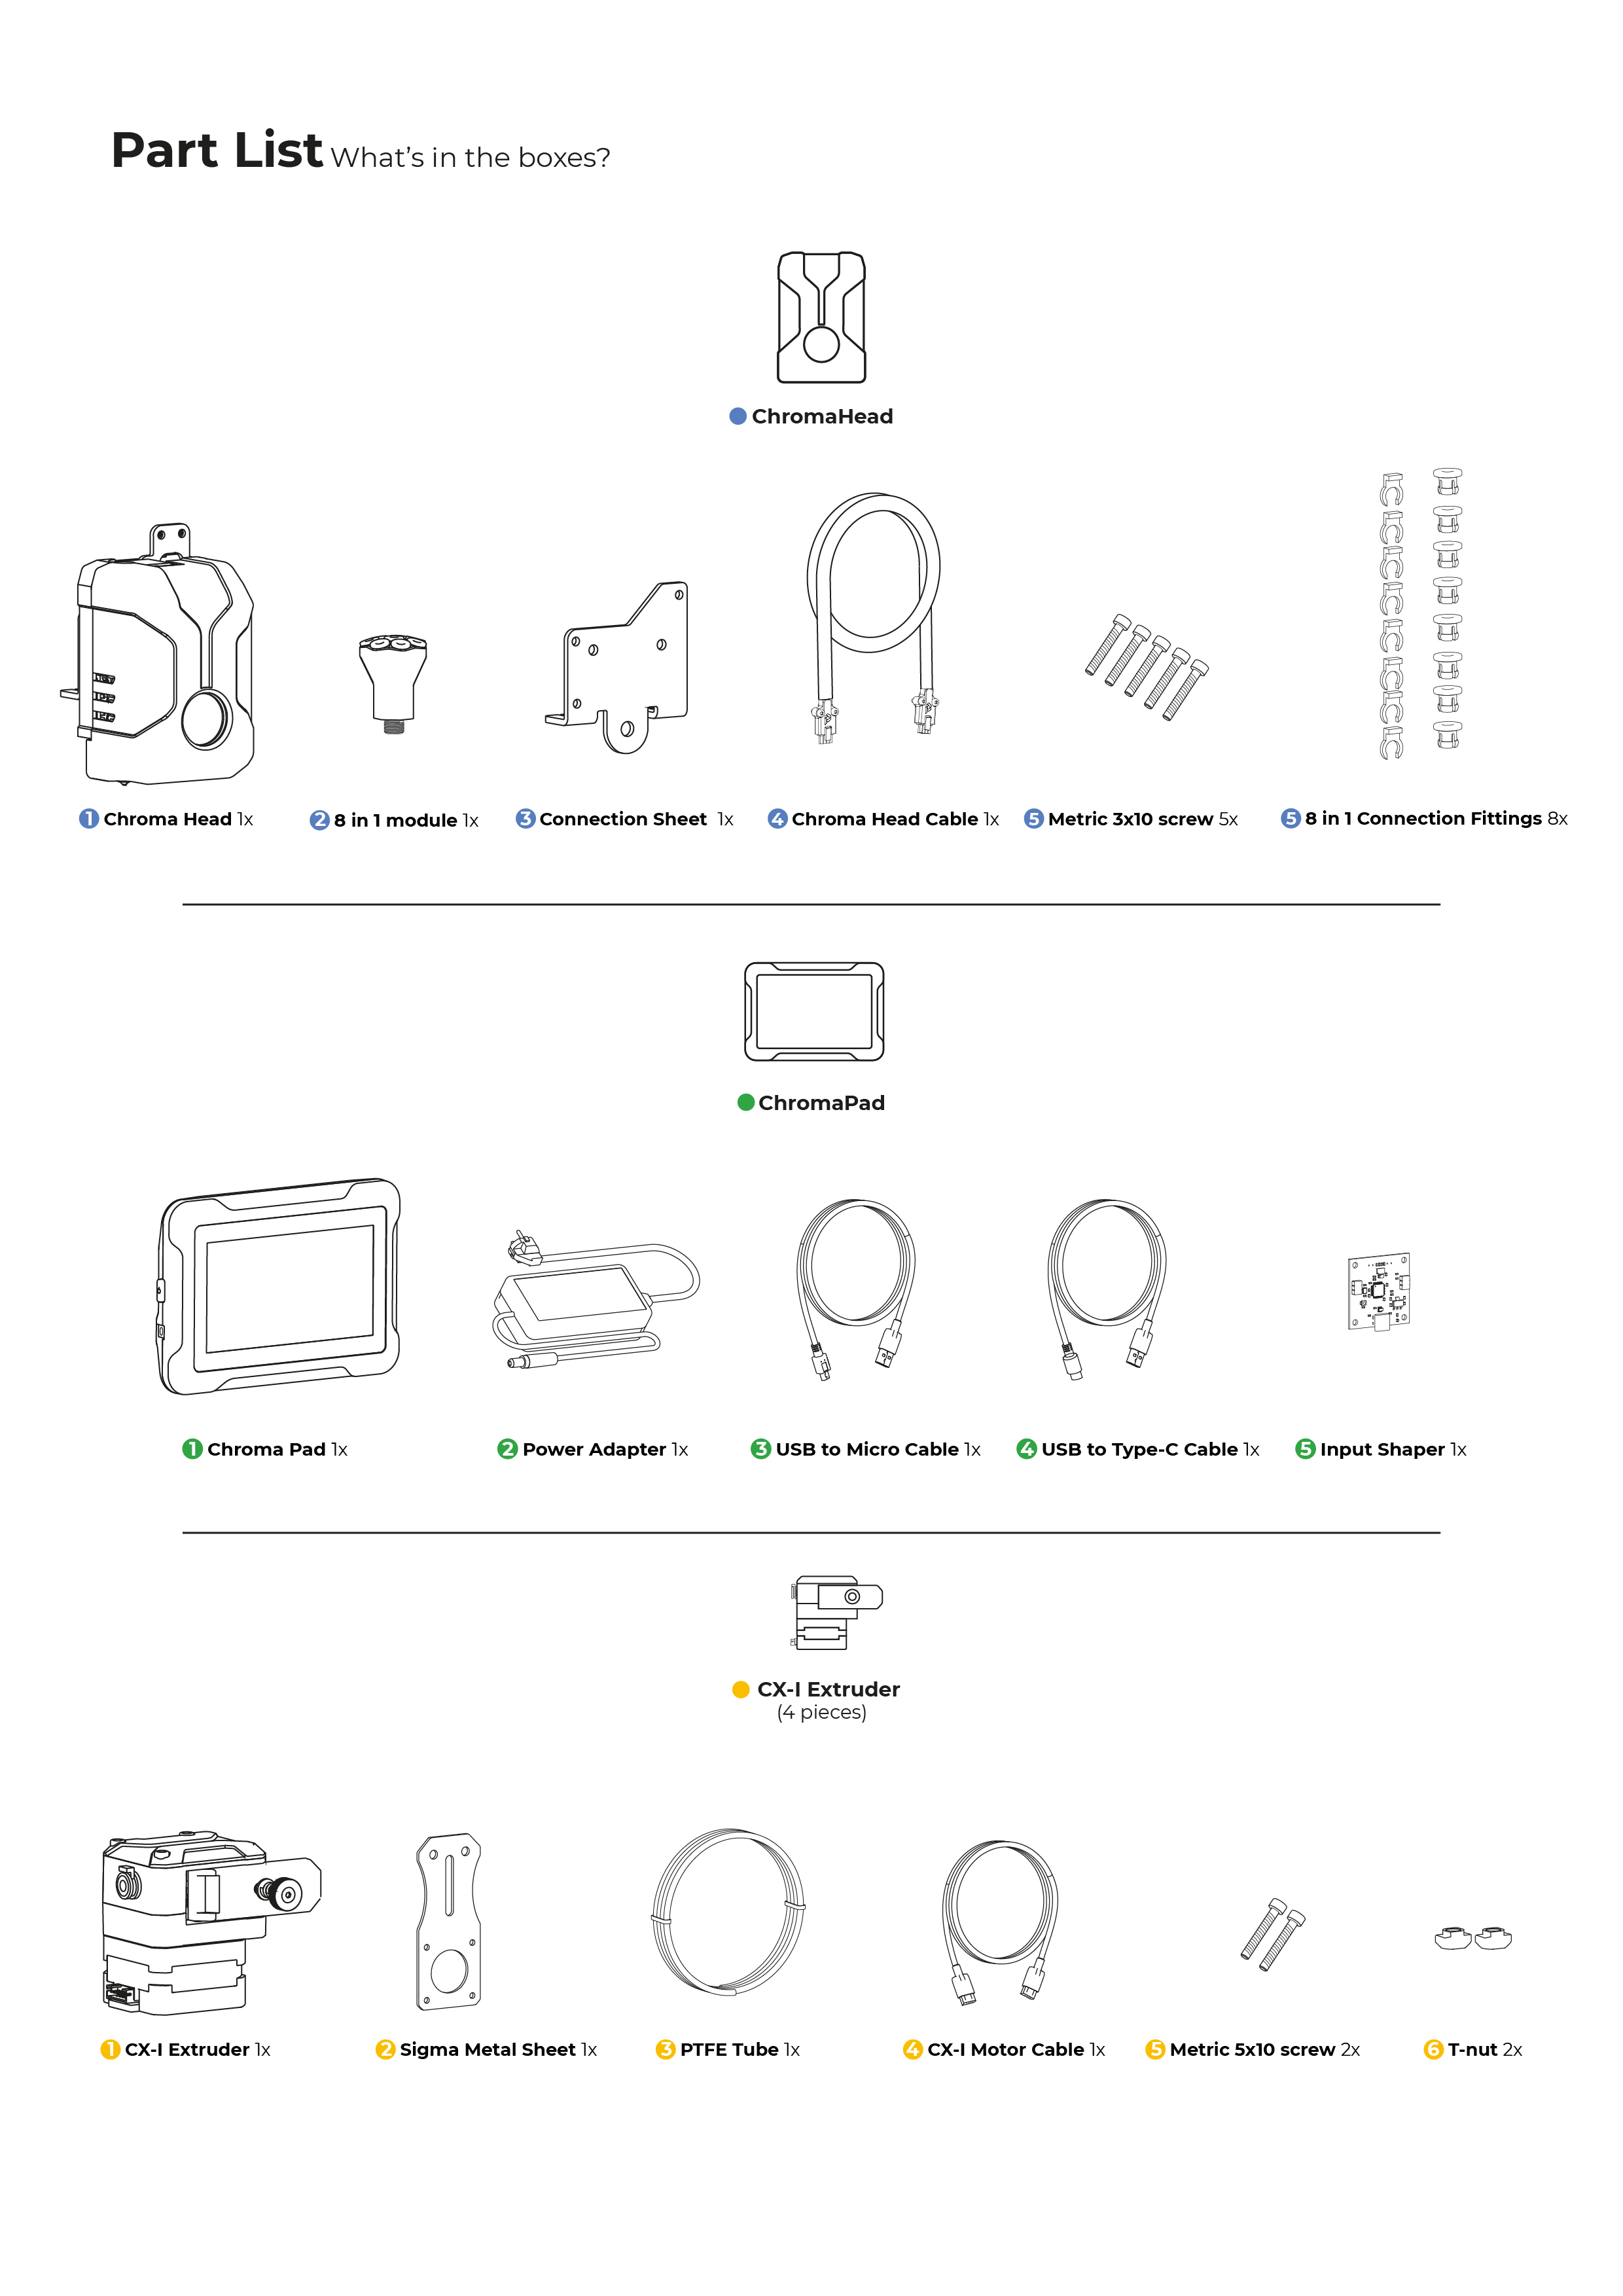 Part List What's in the boxes?
ChromaHead
1 Chroma Head 1x
2 8 in 1 module 1x
3 Connection Sheet 1x
4 Chroma Head Cable 1x
5 Metric 3x10 screw 5x
5 8 in 1 Connection Fittings 8x
ChromaPad
1 Chroma Pad 1x
2 Power Adapter 1x
3 USB to Micro Cable 1x
4 USB to Type-C Cable 1x
5 Input Shaper 1x
CX-I Extruder
(4 pieces)
1 CX-I Extruder 1x
2 Sigma Metal Sheet 1x
3 PTFE Tube 1x
4 CX-I Motor Cable 1x
5 Metric 5x10 screw 2x
6 T-nut 2x